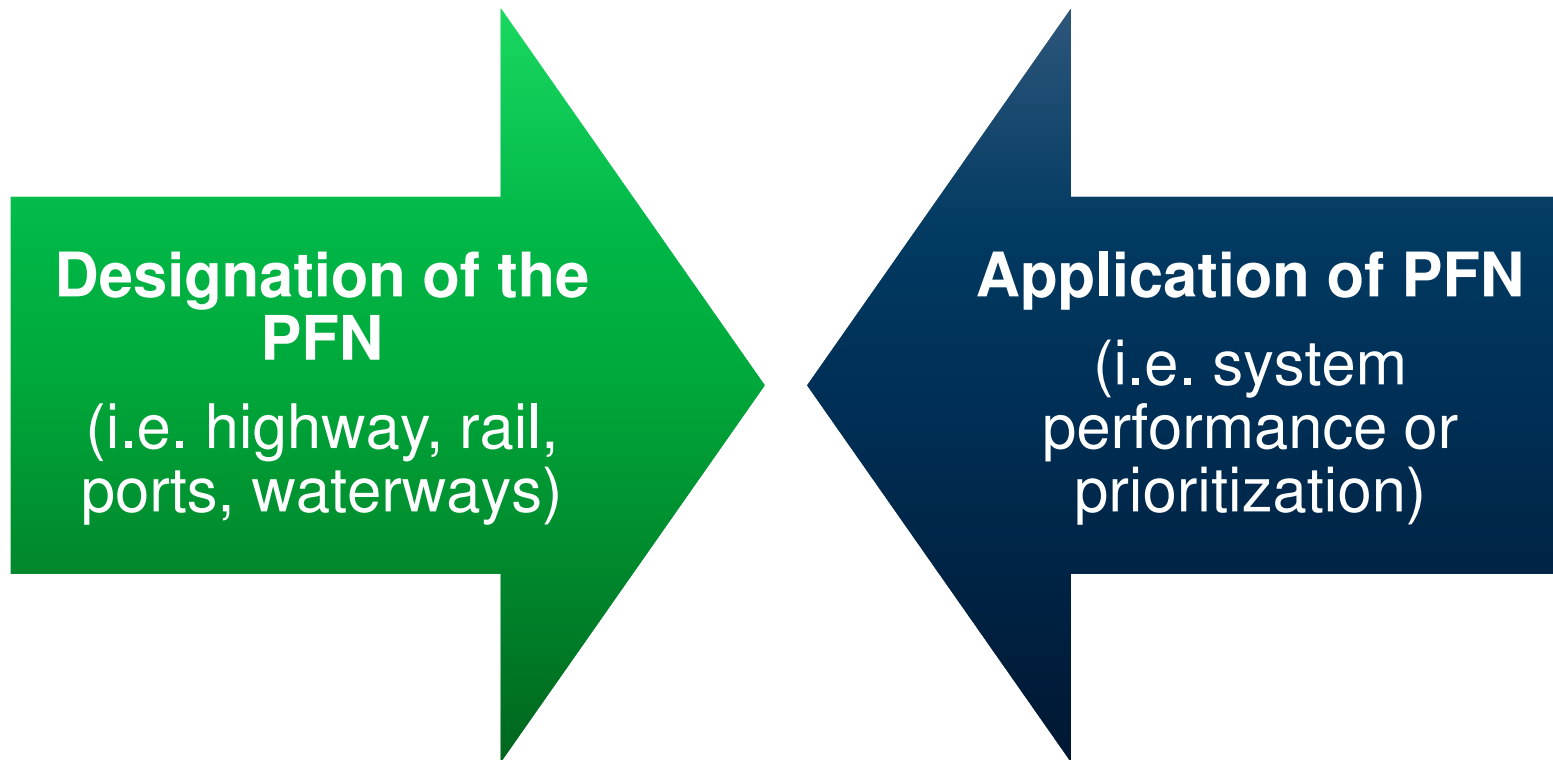 Designation of the
PFN
(i.e. highway, rail,
ports, waterways)
Application of PFN
(i.e. system
performance or
prioritization)